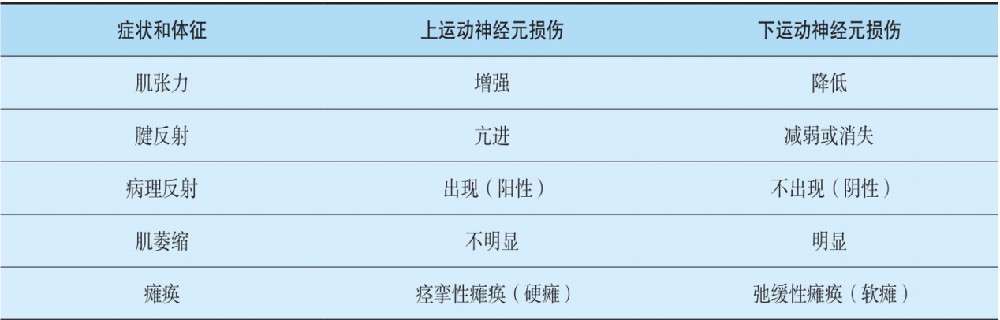 症状和体征 上运动神经元损伤 下运动神经元损伤
肌张力 增强 降低
腱反射 亢进 减弱或消失
病理反射 出现（阳性） 不出现（阴性）
肌萎缩 不明显 明显
瘫痪 痉挛性瘫痪（硬瘫） 弛缓性瘫痪（软瘫）